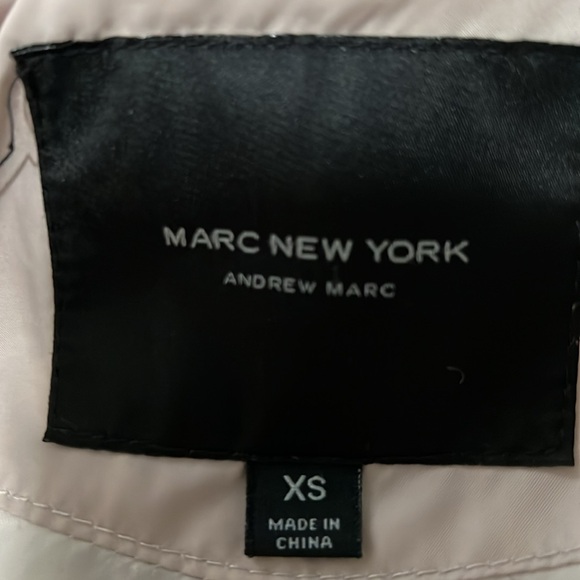 MARC NEW YORK
ANDREW MARC
XS
MADE IN
CHINA